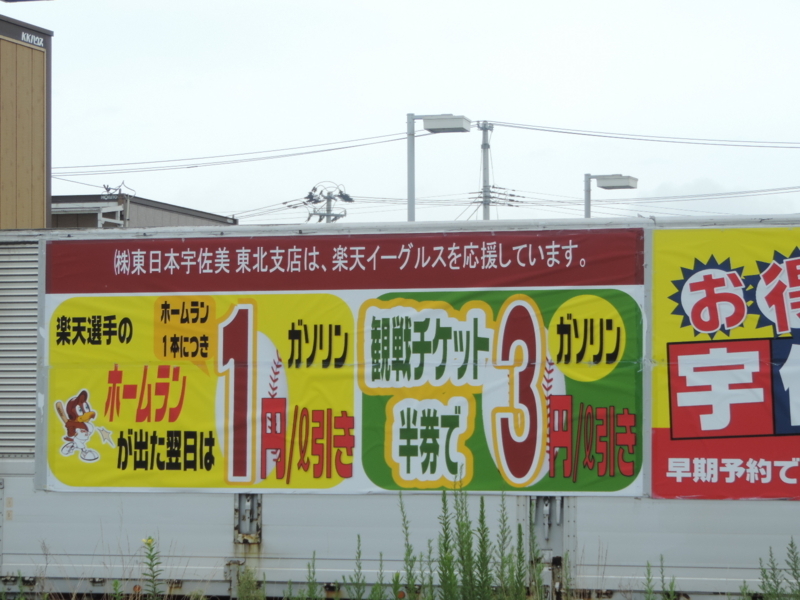 ㈱東日本宇佐美 東北支店は、楽天イーグルスを応援しています。
楽天選手の
ホームラン
1本につき
ホームラン
が出た翌日は
1
ガソリン
円/ℓ引き
観戦チケット
半券で
3
ガソリン
円/ℓ引き
お得
宇
早期予約で